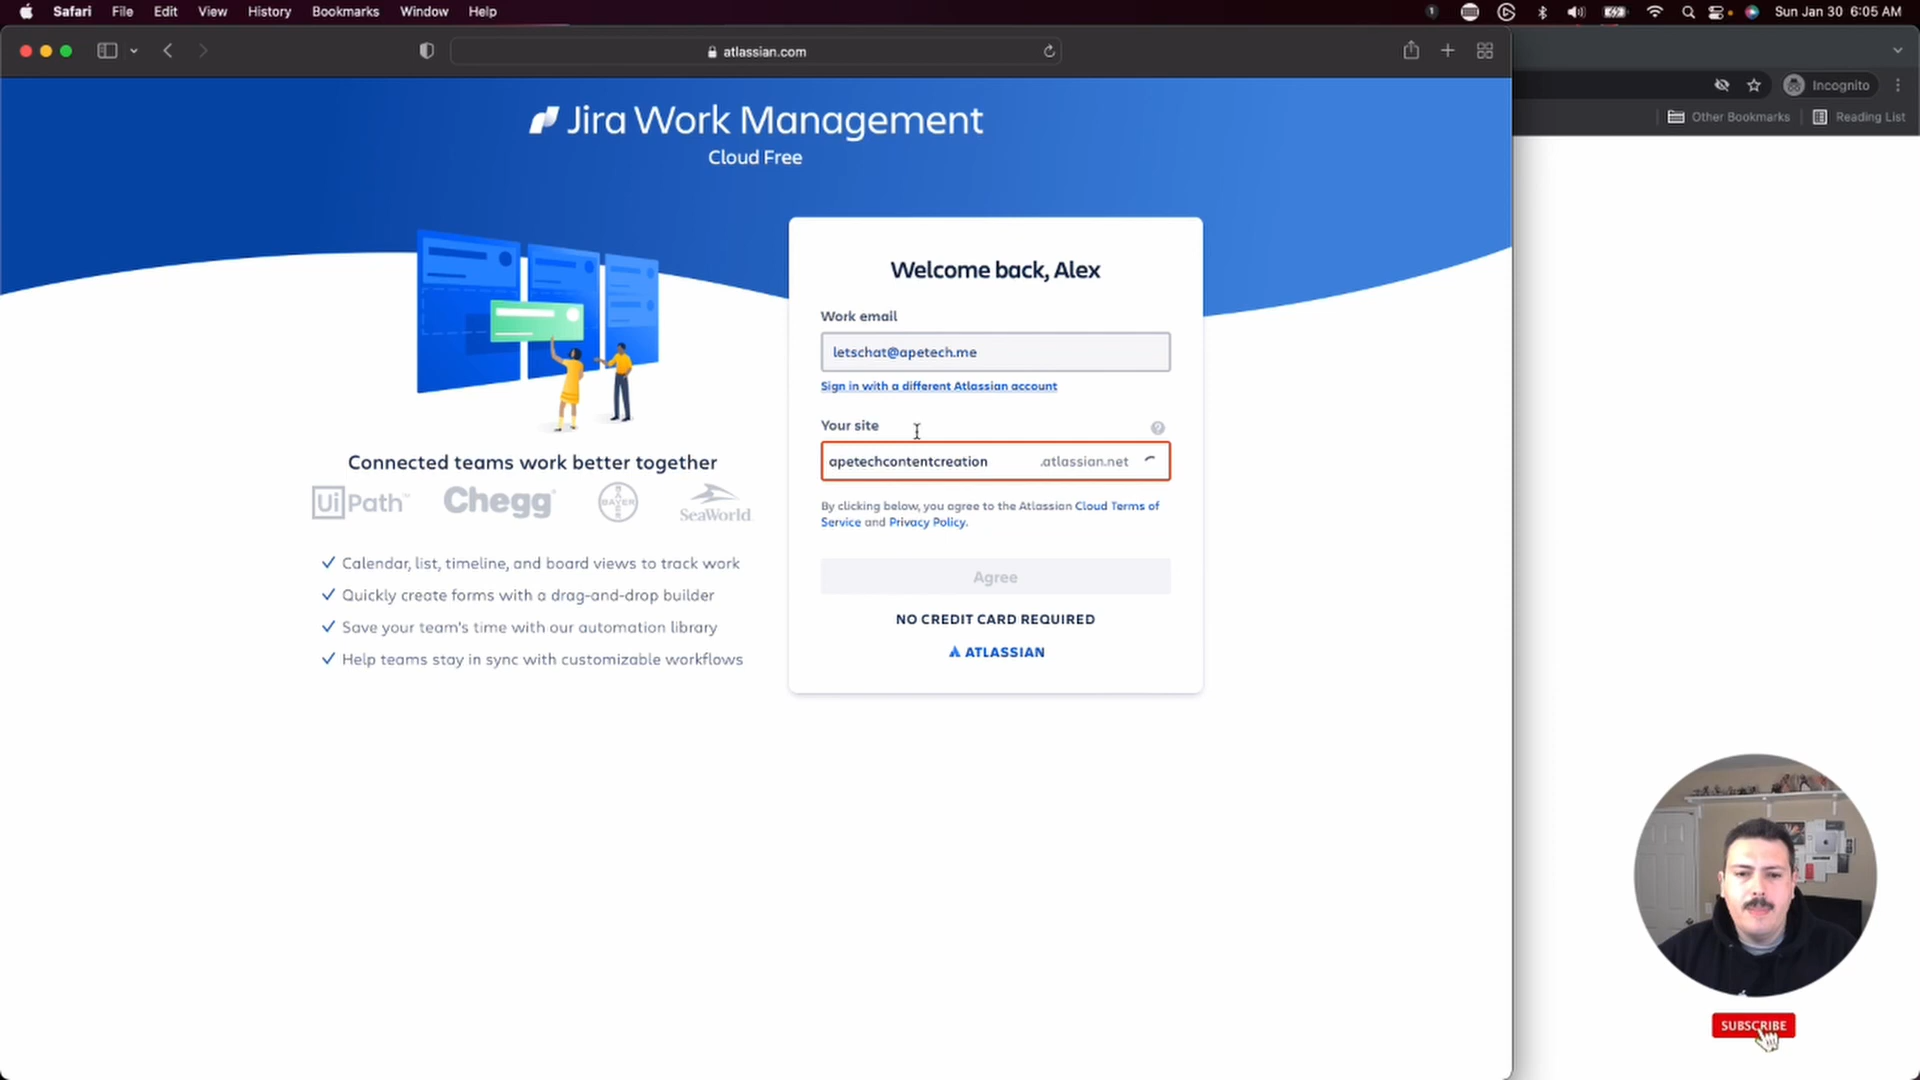 Safari File Edit View History Bookmarks Window Help
Sun Jan 30 6:05 AM
atlassian.com
Incognito
Other Bookmarks
Reading List
Jira Work Management
Cloud Free
Welcome back, Alex
Work email
letschat@apetech.me
Sign in with a different Atlassian account
Your site
apetechcontentcreation .atlassian.net
By clicking below, you agree to the Atlassian Cloud Terms of
Service and Privacy Policy.
Agree
NO CREDIT CARD REQUIRED
ATLASSIAN
Connected teams work better together
UiPath™ Chegg BAYER SeaWorld
Calendar, list, timeline, and board views to track work
Quickly create forms with a drag-and-drop builder
Save your team's time with our automation library
Help teams stay in sync with customizable workflows
SUBSCRIBE